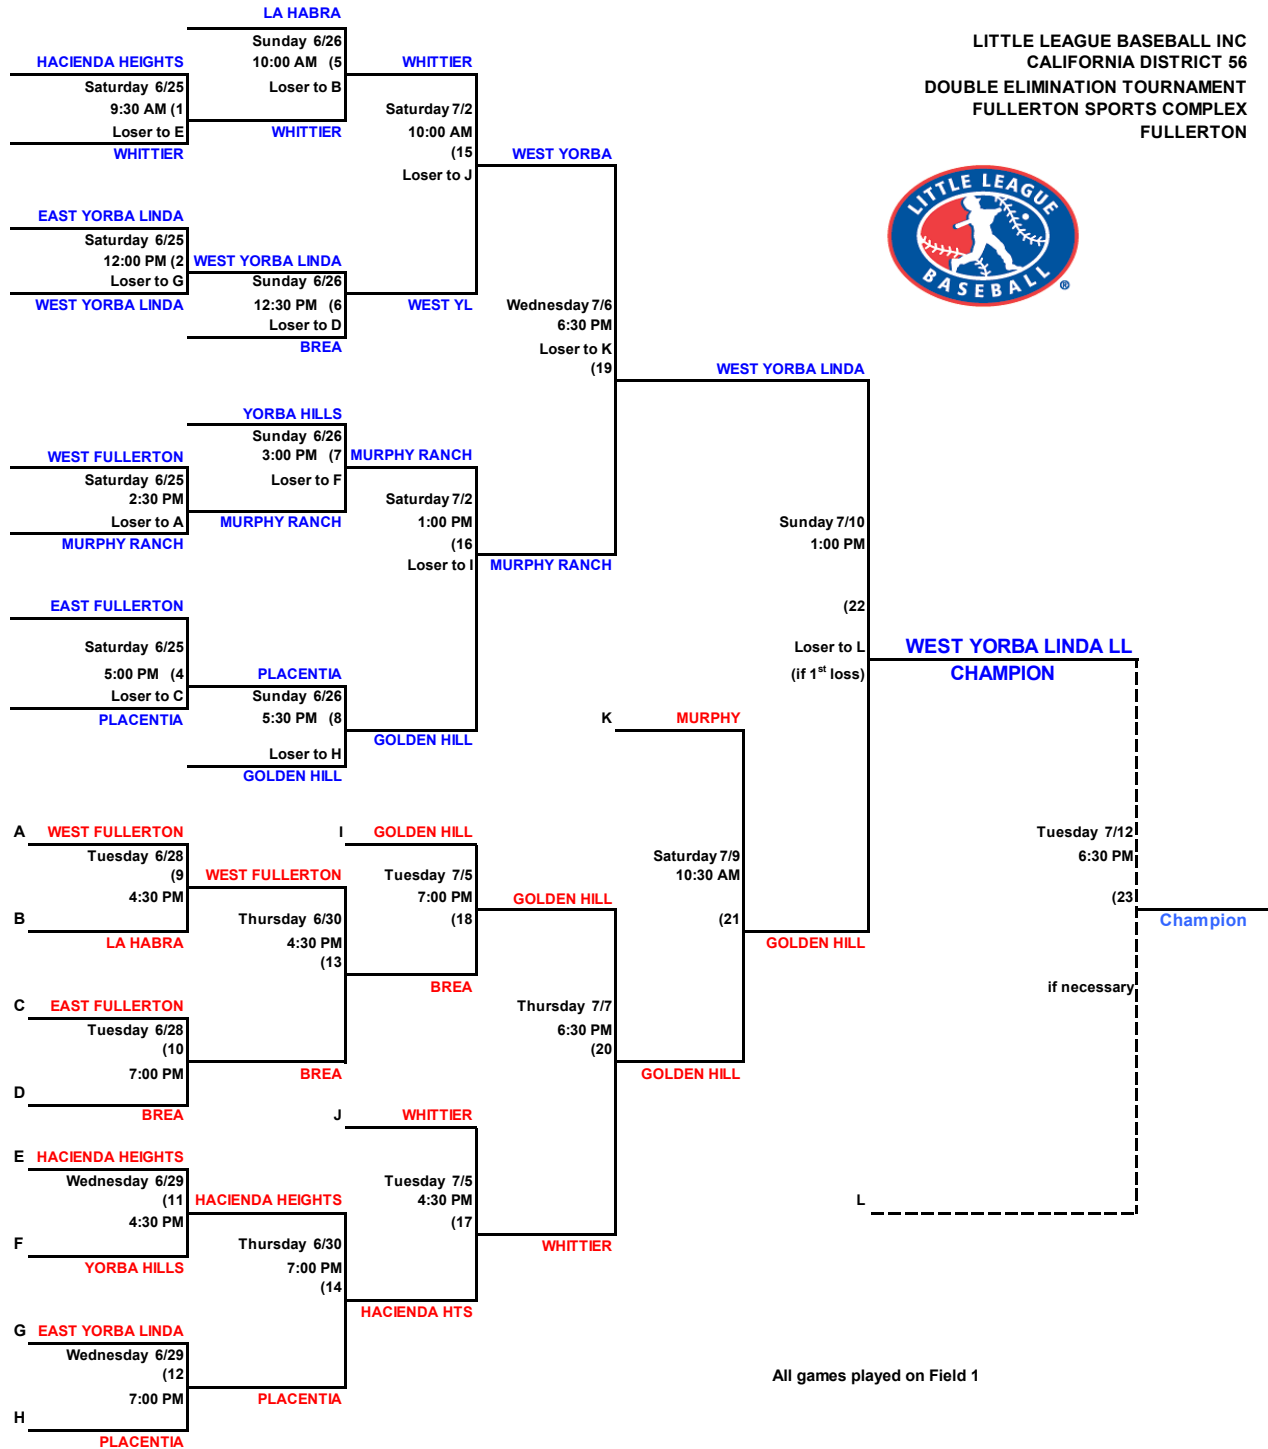 LITTLE LEAGUE BASEBALL INC
CALIFORNIA DISTRICT 56
DOUBLE ELIMINATION TOURNAMENT
FULLERTON SPORTS COMPLEX
FULLERTON
LITTLE LEAGUE
BASEBALL
®
LA HABRA
Sunday 6/26
10:00 AM (5
Loser to B
WHITTIER
HACIENDA HEIGHTS
Saturday 6/25
9:30 AM (1
Loser to E
WHITTIER
WHITTIER
Saturday 7/2
10:00 AM
(15
Loser to J
WEST YL
EAST YORBA LINDA
Saturday 6/25
12:00 PM (2
Loser to G
WEST YORBA LINDA
WEST YORBA LINDA
Sunday 6/26
12:30 PM (6
Loser to D
BREA
WEST YORBA
Wednesday 7/6
6:30 PM
Loser to K
(19
MURPHY RANCH
YORBA HILLS
Sunday 6/26
3:00 PM (7
Loser to F
MURPHY RANCH
WEST FULLERTON
Saturday 6/25
2:30 PM
Loser to A
MURPHY RANCH
MURPHY RANCH
Saturday 7/2
1:00 PM
(16
Loser to I
GOLDEN HILL
EAST FULLERTON
Saturday 6/25
5:00 PM (4
Loser to C
PLACENTIA
PLACENTIA
Sunday 6/26
5:30 PM (8
Loser to H
GOLDEN HILL
WEST YORBA LINDA
Sunday 7/10
1:00 PM
(22
Loser to L
(if 1st loss)
GOLDEN HILL
WEST YORBA LINDA LL
CHAMPION
Tuesday 7/12
6:30 PM
(23
if necessary
Champion
L
K
MURPHY
Saturday 7/9
10:30 AM
(21
GOLDEN HILL
A
WEST FULLERTON
Tuesday 6/28
(9
4:30 PM
B
LA HABRA
WEST FULLERTON
Thursday 6/30
4:30 PM
(13
BREA
I
GOLDEN HILL
Tuesday 7/5
7:00 PM
(18
BREA
GOLDEN HILL
Thursday 7/7
6:30 PM
(20
WHITTIER
C
EAST FULLERTON
Tuesday 6/28
(10
7:00 PM
D
BREA
J
WHITTIER
Tuesday 7/5
4:30 PM
(17
HACIENDA HTS
E
HACIENDA HEIGHTS
Wednesday 6/29
(11
4:30 PM
F
YORBA HILLS
HACIENDA HEIGHTS
Thursday 6/30
7:00 PM
(14
PLACENTIA
G
EAST YORBA LINDA
Wednesday 6/29
(12
7:00 PM
H
PLACENTIA
All games played on Field 1